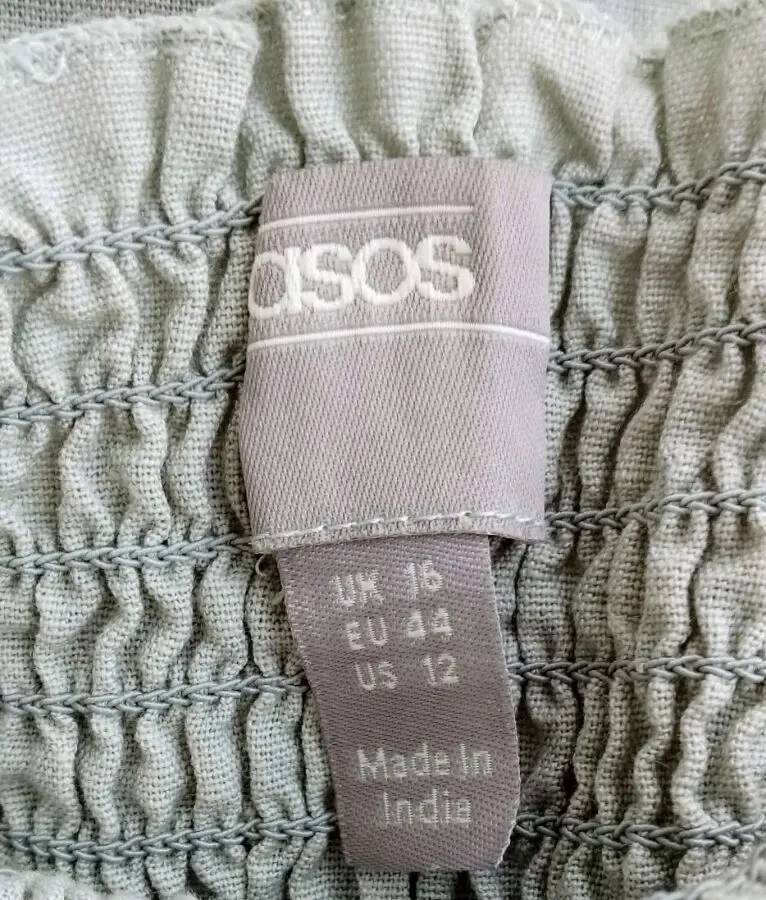 asos
UK 16
EU 44
US 12
Made In
India